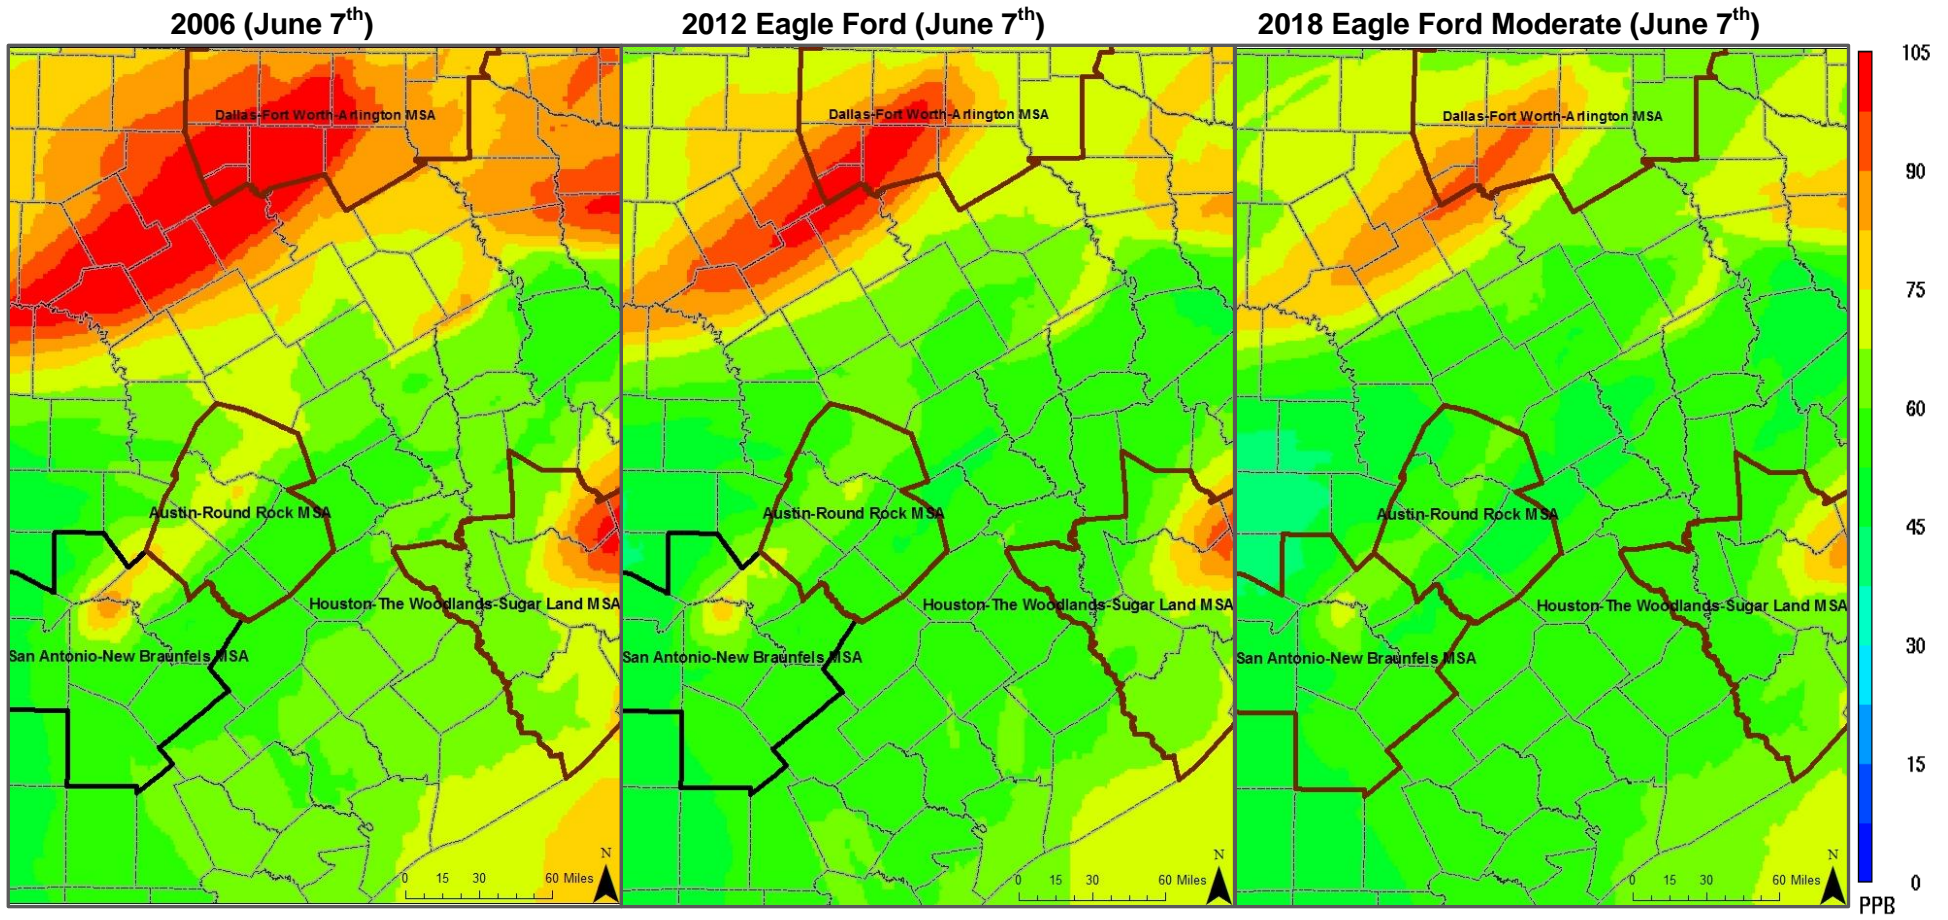 2006 (June 7th)
2012 Eagle Ford (June 7th)
2018 Eagle Ford Moderate (June 7th)
Dallas-Fort Worth-Arlington MSA
Austin-Round Rock MSA
Houston-The Woodlands-Sugar Land MSA
San Antonio-New Braunfels MSA
N
0 15 30 60 Miles
Dallas-Fort Worth-Arlington MSA
Austin-Round Rock MSA
Houston-The Woodlands-Sugar Land MSA
San Antonio-New Braunfels MSA
N
0 15 30 60 Miles
Dallas-Fort Worth-Arlington MSA
Austin-Round Rock MSA
Houston-The Woodlands-Sugar Land MSA
San Antonio-New Braunfels MSA
N
0 15 30 60 Miles
105
90
75
60
45
30
15
0
PPB